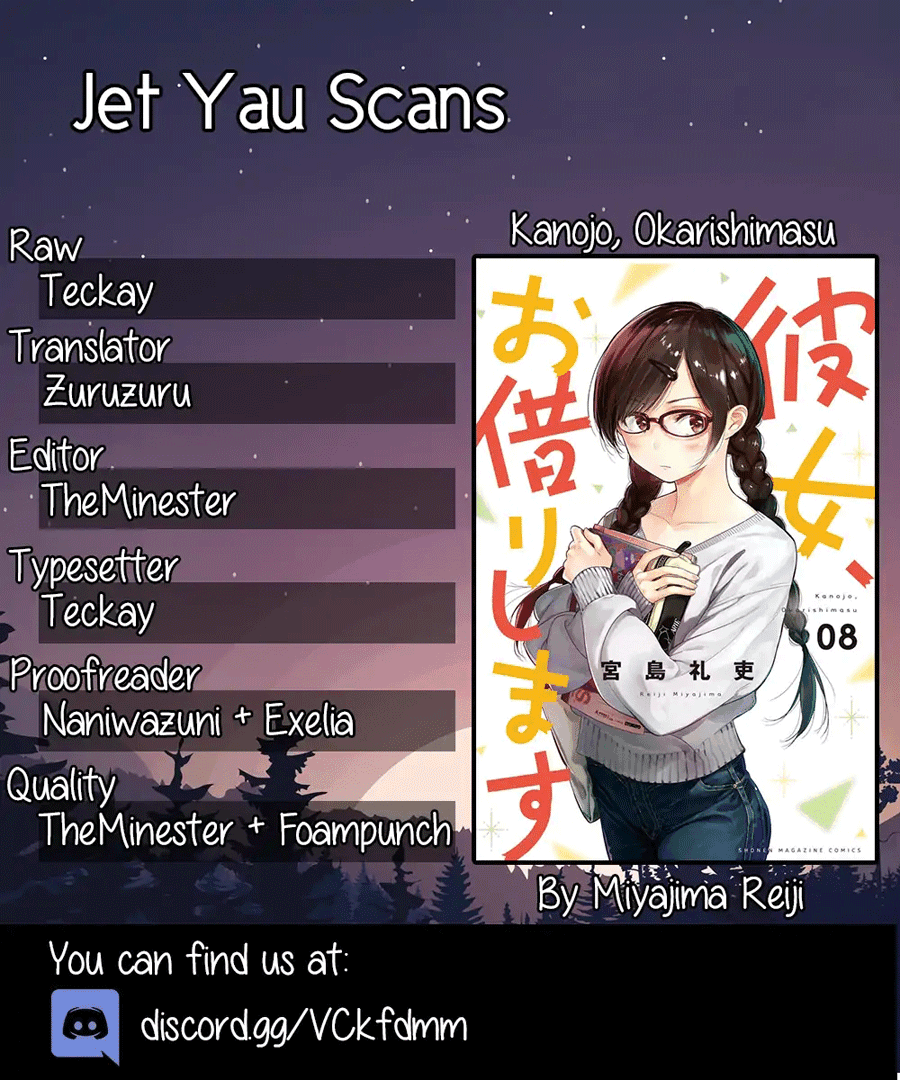 Jet Yau Scans
Raw
Teckay
Translator
Zuruzuru
Editor
TheMinester
Typesetter
Teckay
Proofreader
Naniwazuni + Exelia
Quality
TheMinester + Foampunch
Kanojo, Okarishimasu
彼女、
お借りします
Kanojo,
Okarishimasu
08
宮島礼吏
Reiji Miyajima
SHONEN MAGAZINE COMICS
By Miyajima Reiji
You can find us at:
discord.gg/VCkfdmm